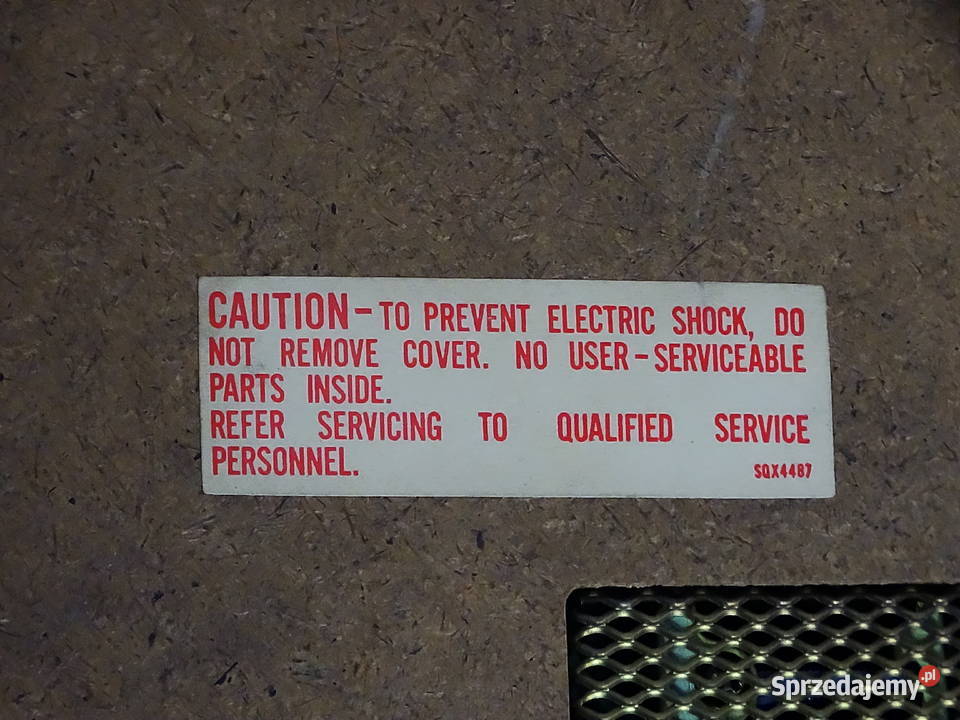 CAUTION-TO PREVENT ELECTRIC SHOCK, DO
NOT REMOVE COVER. NO USER-SERVICEABLE
PARTS INSIDE.
REFER SERVICING TO QUALIFIED SERVICE
PERSONNEL.
SQX4487
Sprzedajemy.pl